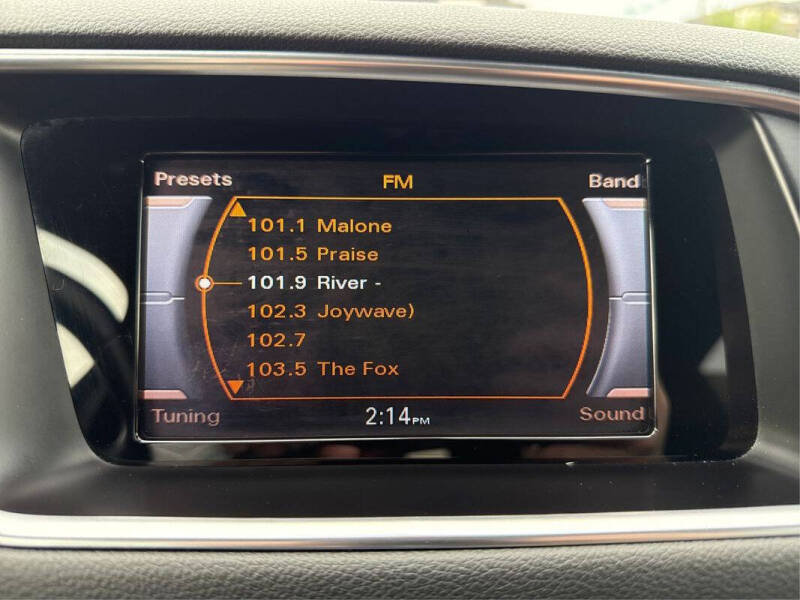 Presets FM Band
101.1 Malone
101.5 Praise
101.9 River -
102.3 Joywave)
102.7
103.5 The Fox
Tuning 2:14PM Sound